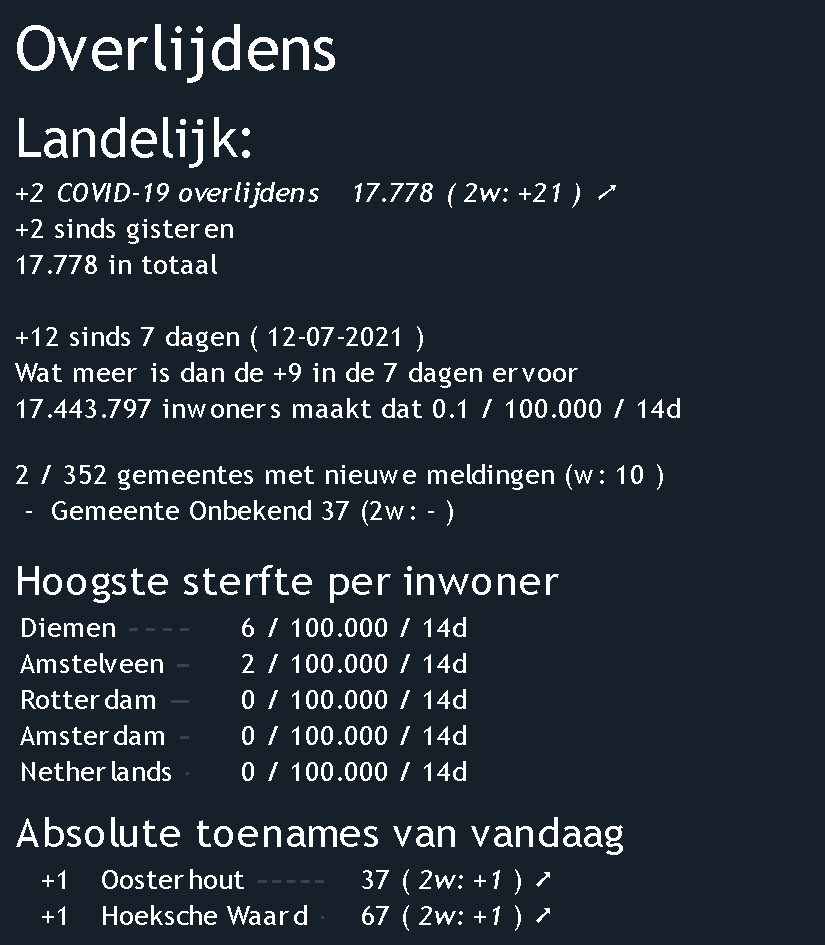 Overlijdens
Landelijk:
+2 COVID-19 overlijdens 17.778 ( 2w: +21 ) ↗
+2 sinds gisteren
17.778 in totaal
+12 sinds 7 dagen ( 12-07-2021 )
Wat meer is dan de +9 in de 7 dagen ervoor
17.443.797 inwoners maakt dat 0.1 / 100.000 / 14d
2 / 352 gemeentes met nieuwe meldingen (w: 10 )
- Gemeente Onbekend 37 (2w: - )
Hoogste sterfte per inwoner
Diemen ---- 6 / 100.000 / 14d
Amstelveen - 2 / 100.000 / 14d
Rotterdam — 0 / 100.000 / 14d
Amsterdam - 0 / 100.000 / 14d
Netherlands · 0 / 100.000 / 14d
Absolute toenames van vandaag
+1 Oosterhout ----- 37 ( 2w: +1 ) ↗
+1 Hoeksche Waard · 67 ( 2w: +1 ) ↗